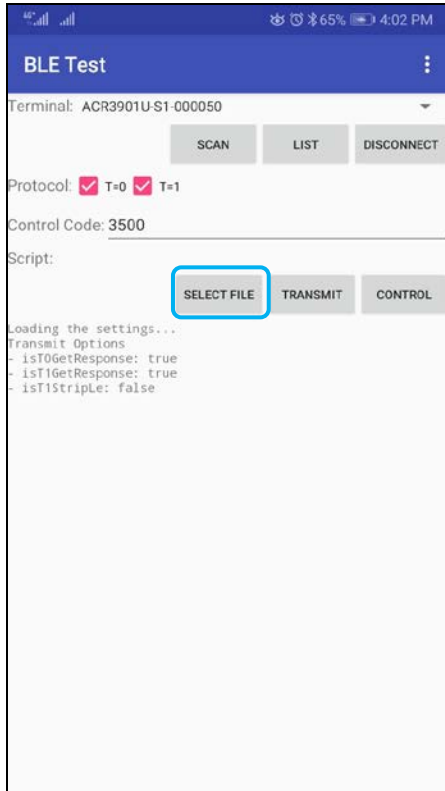 4G 65% 4:02 PM
BLE Test
Terminal: ACR3901U-S1-000050
SCAN LIST DISCONNECT
Protocol: T=0 T=1
Control Code: 3500
Script:
SELECT FILE TRANSMIT CONTROL
Loading the settings...
Transmit Options
- isT0GetResponse: true
- isT1GetResponse: true
- isT1StripLe: false